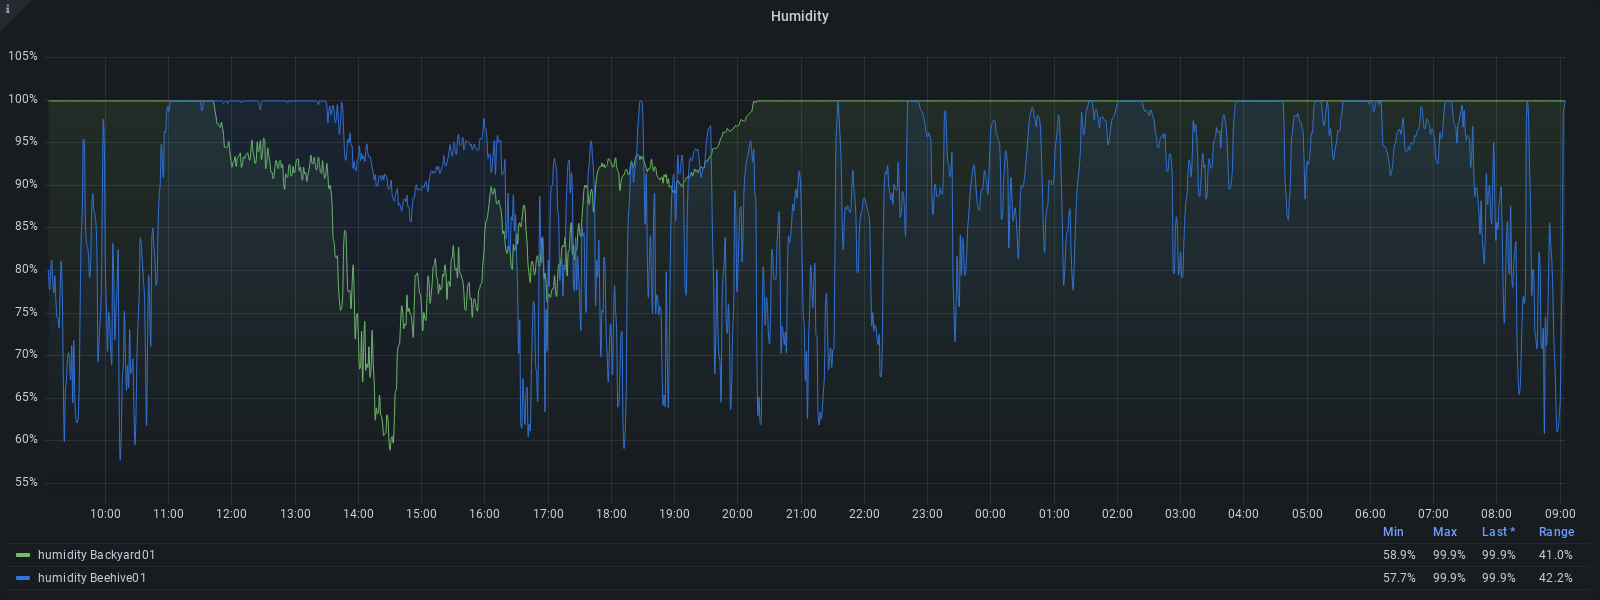 i
Humidity
105%
100%
95%
90%
85%
80%
75%
70%
65%
60%
55%
10:00 11:00 12:00 13:00 14:00 15:00 16:00 17:00 18:00 19:00 20:00 21:00 22:00 23:00 00:00 01:00 02:00 03:00 04:00 05:00 06:00 07:00 08:00 09:00
Min Max Last * Range
humidity Backyard01 58.9% 99.9% 99.9% 41.0%
humidity Beehive01 57.7% 99.9% 99.9% 42.2%